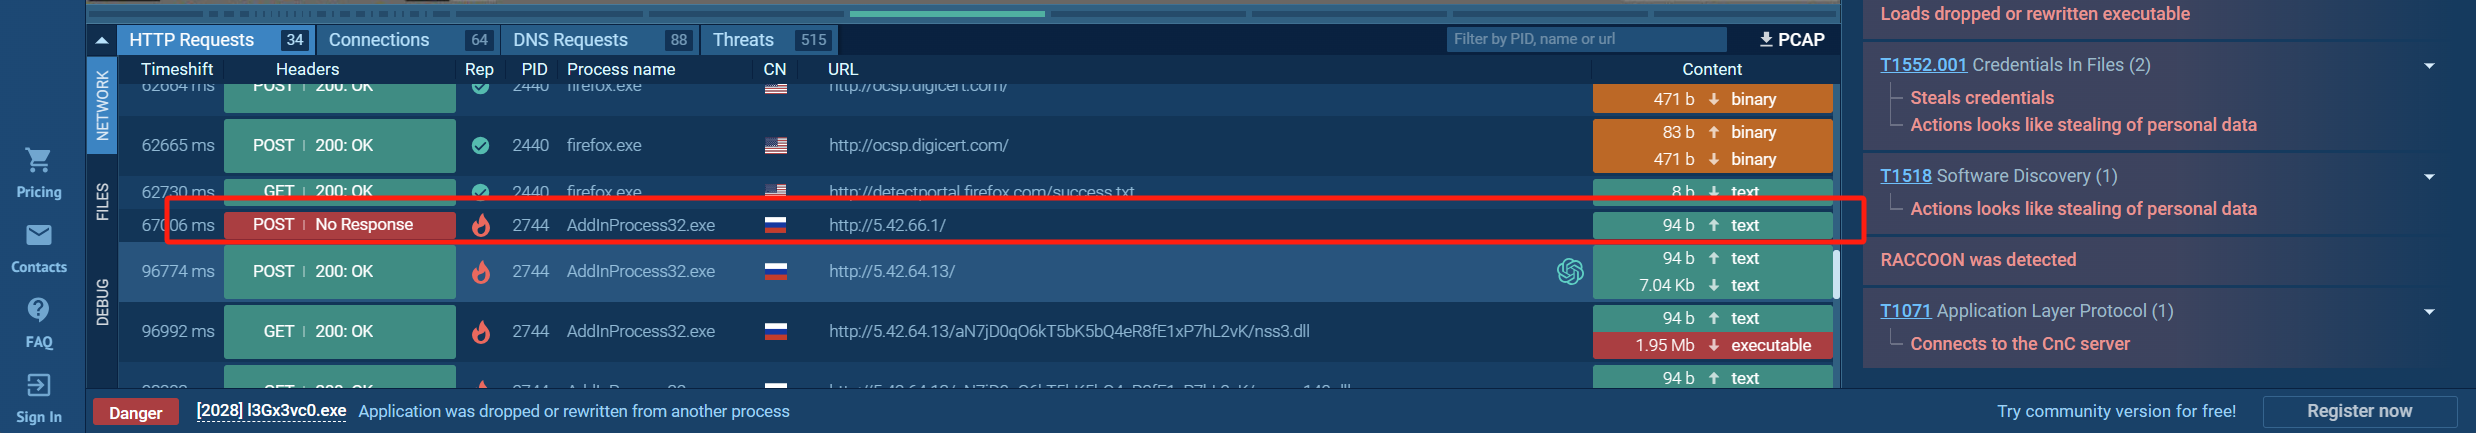 HTTP Requests 34 Connections 64 DNS Requests 88 Threats 515 Filter by PID, name or url PCAP
Timeshift Headers Rep PID Process name CN URL Content
62664 ms POST 200: OK 2440 firefox.exe http://ocsp.digicert.com/
471 b binary
62665 ms POST 200: OK 2440 firefox.exe http://ocsp.digicert.com/
83 b binary
471 b binary
62730 ms GET 200: OK 2440 firefox.exe http://detectportal.firefox.com/success.txt 8 b text
67006 ms POST No Response 2744 AddInProcess32.exe http://5.42.66.1/ 94 b text
96774 ms POST 200: OK 2744 AddInProcess32.exe http://5.42.64.13/
94 b text
7.04 Kb text
96992 ms GET 200: OK 2744 AddInProcess32.exe http://5.42.64.13/aN7jD0qO6kT5bK5bQ4eR8fE1xP7hL2vK/nss3.dll
94 b text
1.95 Mb executable
94 b text
NETWORK
FILES
DEBUG
Pricing
Contacts
FAQ
Sign In
Loads dropped or rewritten executable
T1552.001 Credentials In Files (2)
Steals credentials
Actions looks like stealing of personal data
T1518 Software Discovery (1)
Actions looks like stealing of personal data
RACCOON was detected
T1071 Application Layer Protocol (1)
Connects to the CnC server
Danger [2028] l3Gx3vc0.exe Application was dropped or rewritten from another process
Try community version for free! Register now